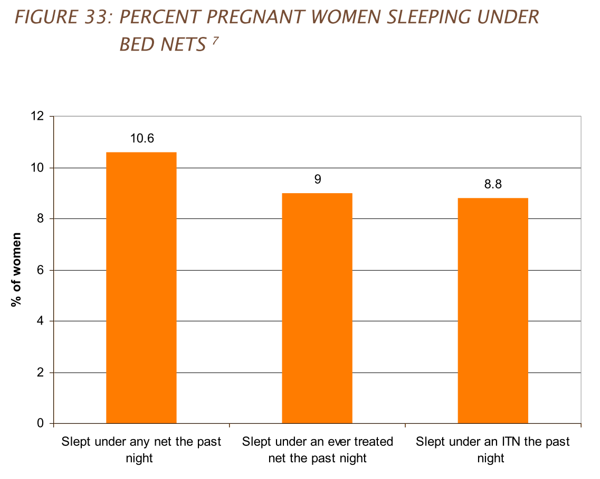 FIGURE 33: PERCENT PREGNANT WOMEN SLEEPING UNDER
BED NETS 7
12
10
8
6
4
2
0
% of women
10.6
9
8.8
Slept under any net the past
night
Slept under an ever treated
net the past night
Slept under an ITN the past
night